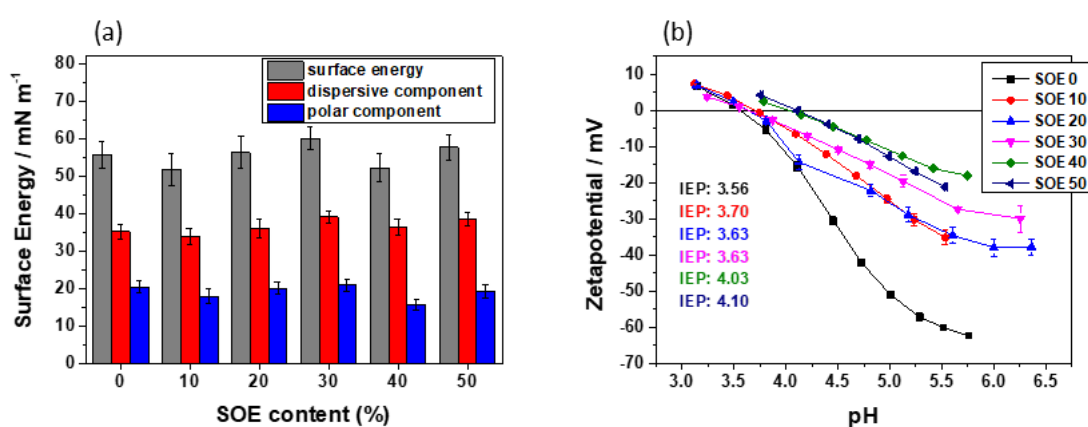 (a)
Surface Energy / mN m⁻¹
80
70
60
50
40
30
20
10
0
surface energy
dispersive component
polar component
0 10 20 30 40 50
SOE content (%)
(b)
Zetapotential / mV
10
0
-10
-20
-30
-40
-50
-60
-70
SOE 0
SOE 10
SOE 20
SOE 30
SOE 40
SOE 50
IEP: 3.56
IEP: 3.70
IEP: 3.63
IEP: 3.63
IEP: 4.03
IEP: 4.10
3.0 3.5 4.0 4.5 5.0 5.5 6.0 6.5
pH